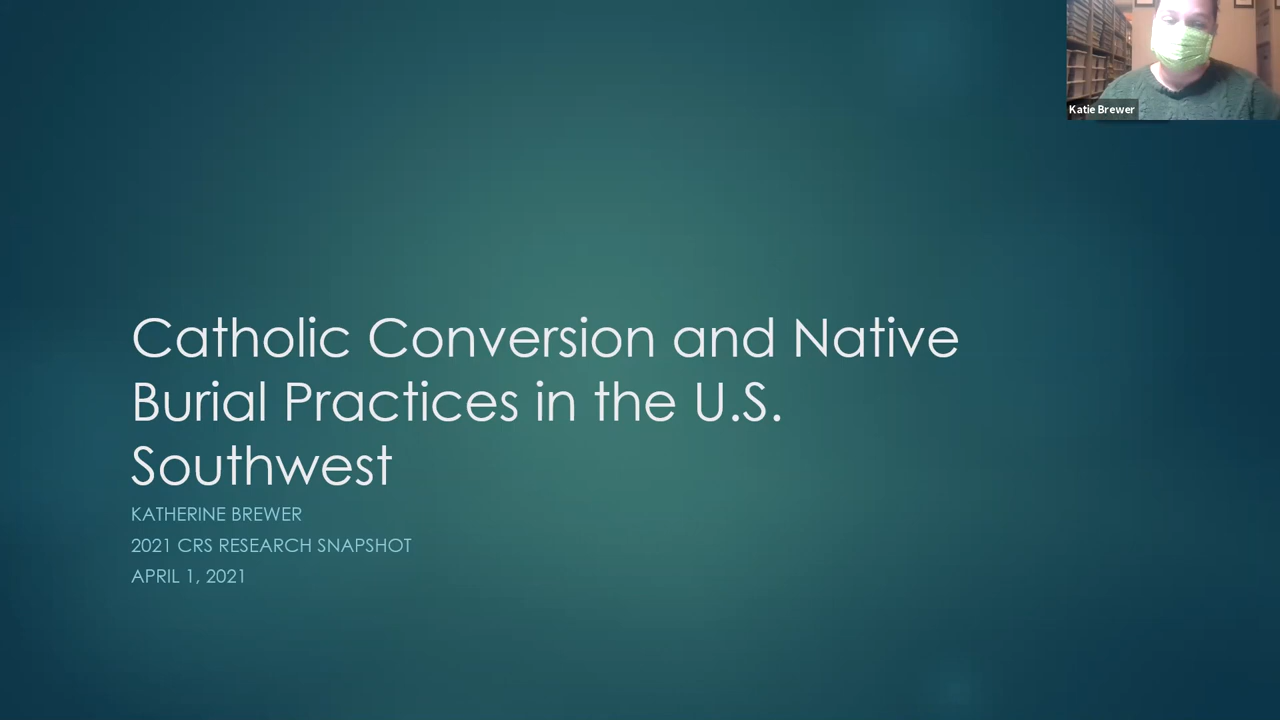 Katie Brewer
Catholic Conversion and Native
Burial Practices in the U.S.
Southwest
KATHERINE BREWER
2021 CRS RESEARCH SNAPSHOT
APRIL 1, 2021